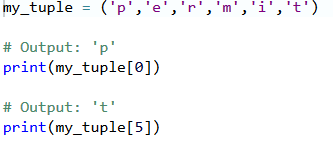 my_tuple = ('p','e','r','m','i','t')
# Output: 'p'
print(my_tuple[0])
# Output: 't'
print(my_tuple[5])